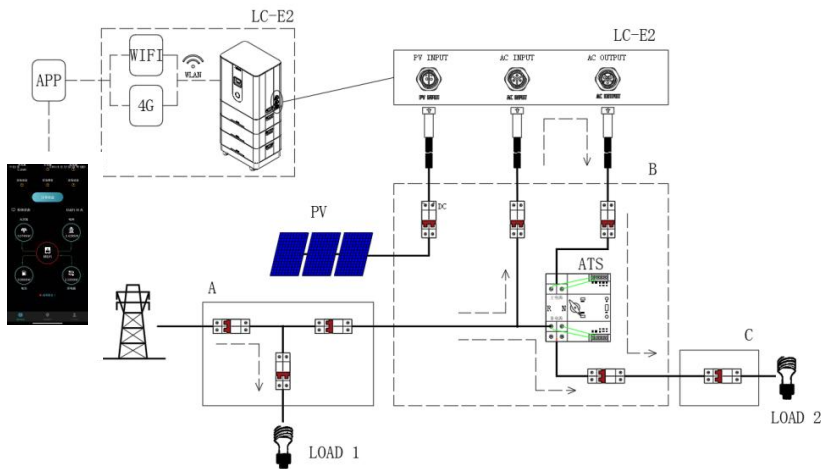 LC-E2
LC-E2
WIFI
WLAN
APP
4G
PV INPUT
AC INPUT
AC OUTPUT
PV INPUT
AC INPUT
AC OUTPUT
B
DC
PV
ATS
A
R
N
C
LOAD 1
LOAD 2